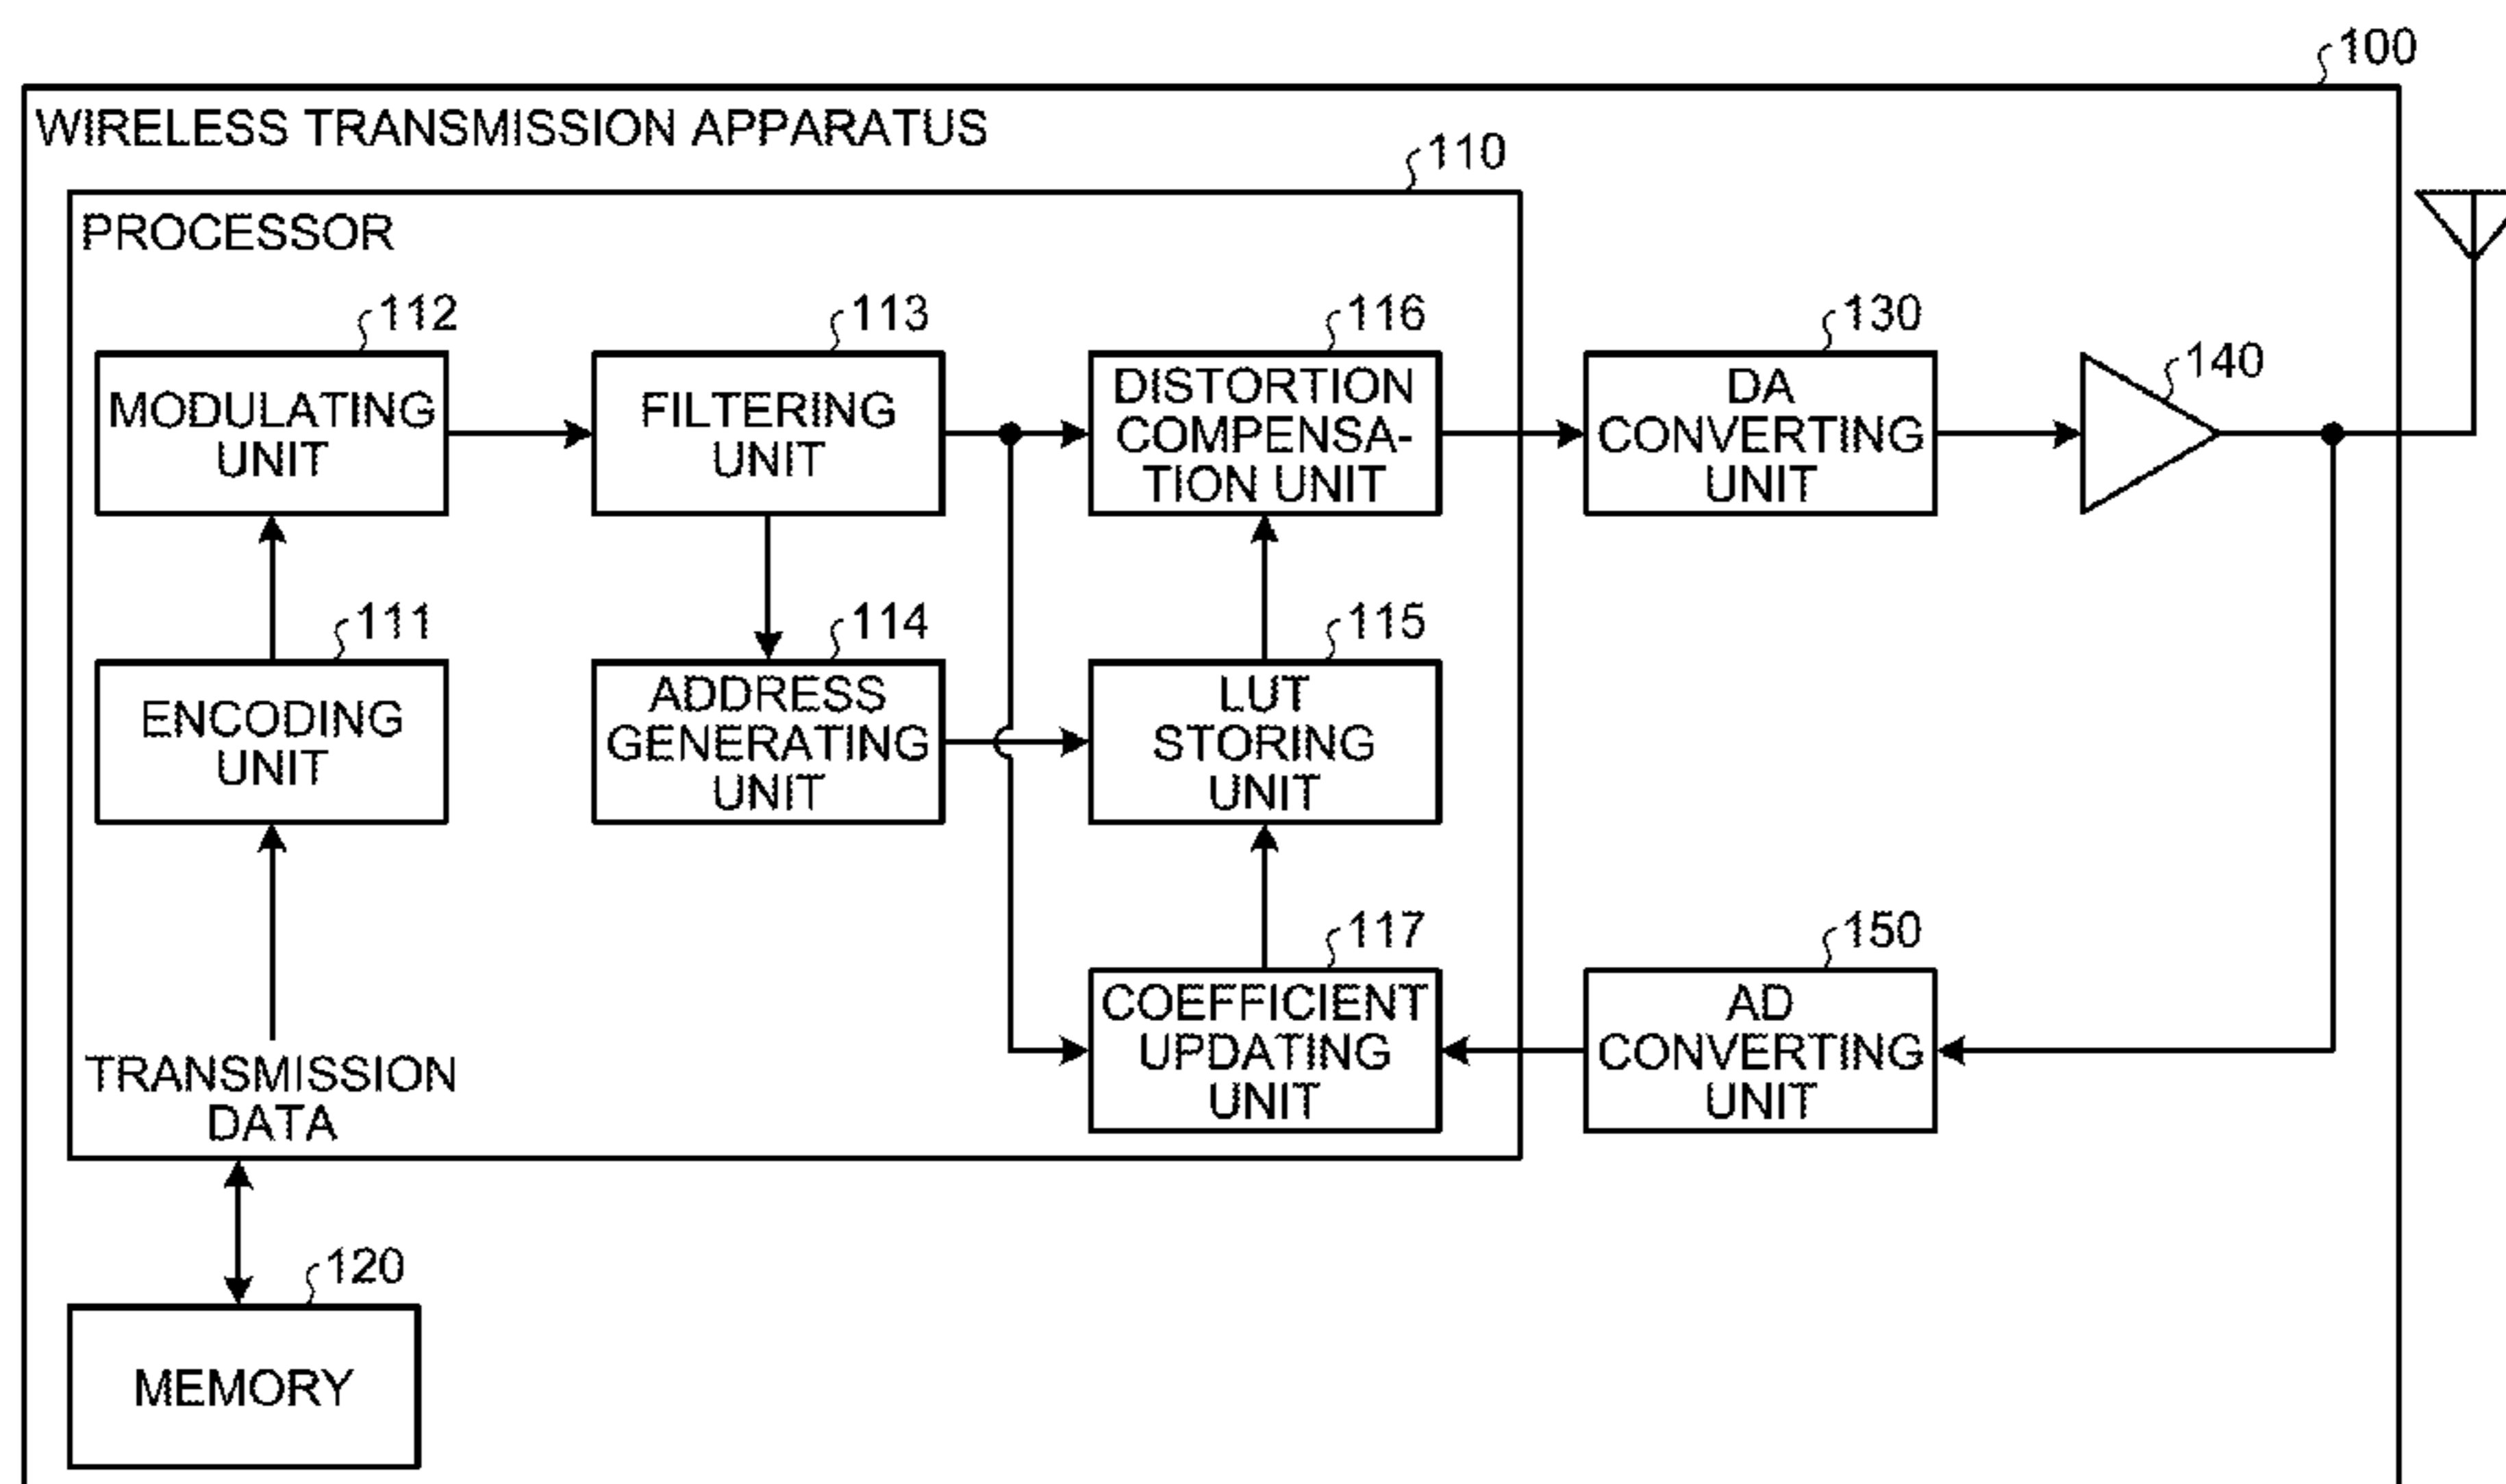 100
WIRELESS TRANSMISSION APPARATUS
110
PROCESSOR
112
MODULATING
UNIT
113
FILTERING
UNIT
116
DISTORTION
COMPENSA-
TION UNIT
130
DA
CONVERTING
UNIT
140
111
ENCODING
UNIT
114
ADDRESS
GENERATING
UNIT
115
LUT
STORING
UNIT
117
COEFFICIENT
UPDATING
UNIT
150
AD
CONVERTING
UNIT
TRANSMISSION
DATA
120
MEMORY